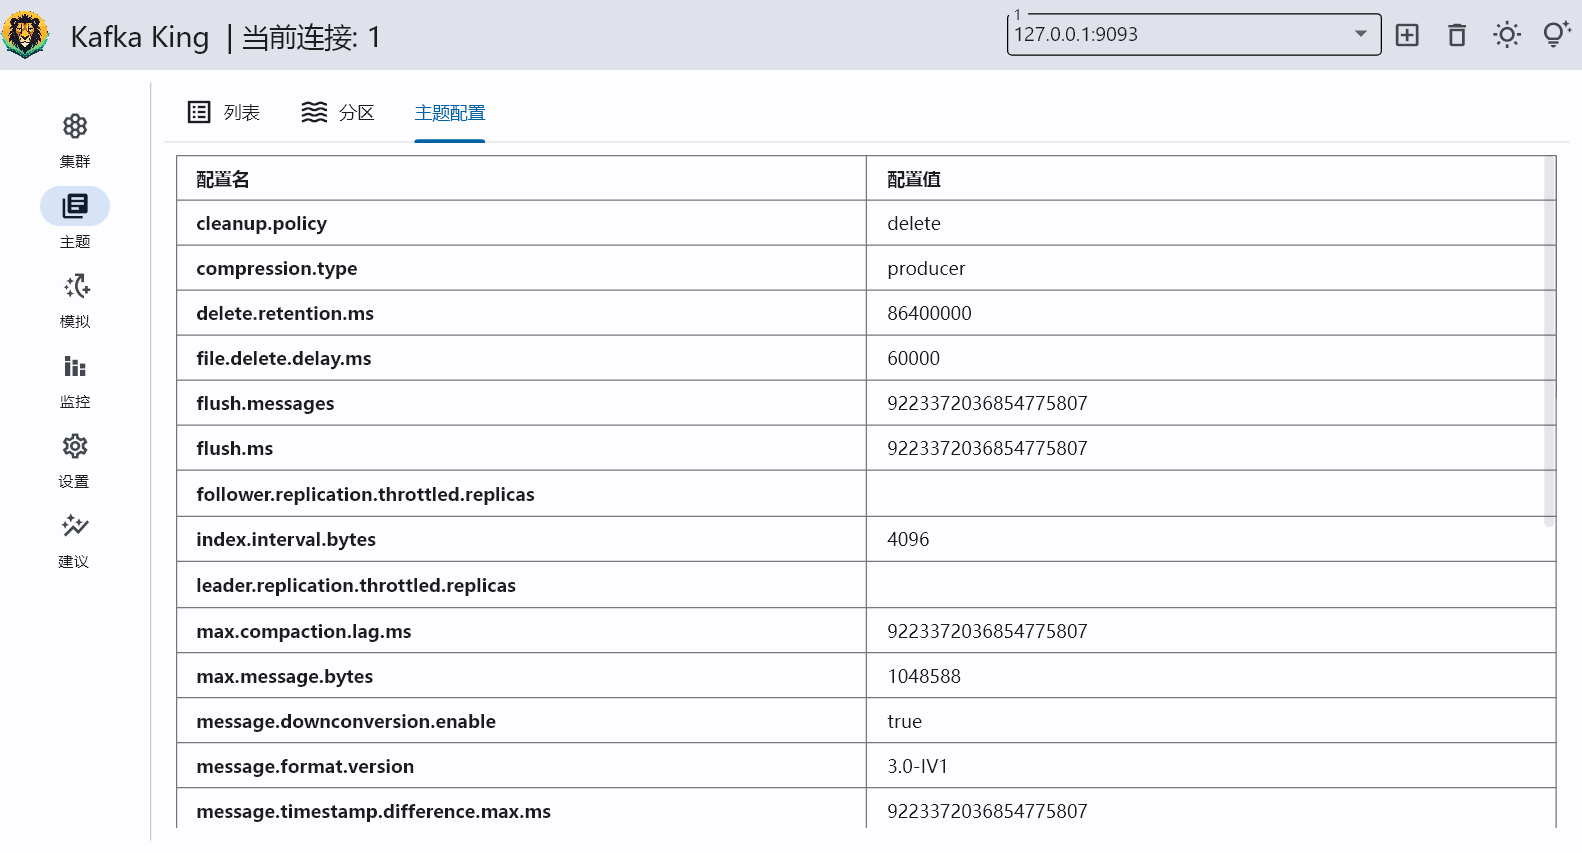 Kafka King | 当前连接: 1
1
127.0.0.1:9093
集群
主题
模拟
监控
设置
建议
列表 分区 主题配置
配置名 配置值
cleanup.policy delete
compression.type producer
delete.retention.ms 86400000
file.delete.delay.ms 60000
flush.messages 9223372036854775807
flush.ms 9223372036854775807
follower.replication.throttled.replicas
index.interval.bytes 4096
leader.replication.throttled.replicas
max.compaction.lag.ms 9223372036854775807
max.message.bytes 1048588
message.downconversion.enable true
message.format.version 3.0-IV1
message.timestamp.difference.max.ms 9223372036854775807